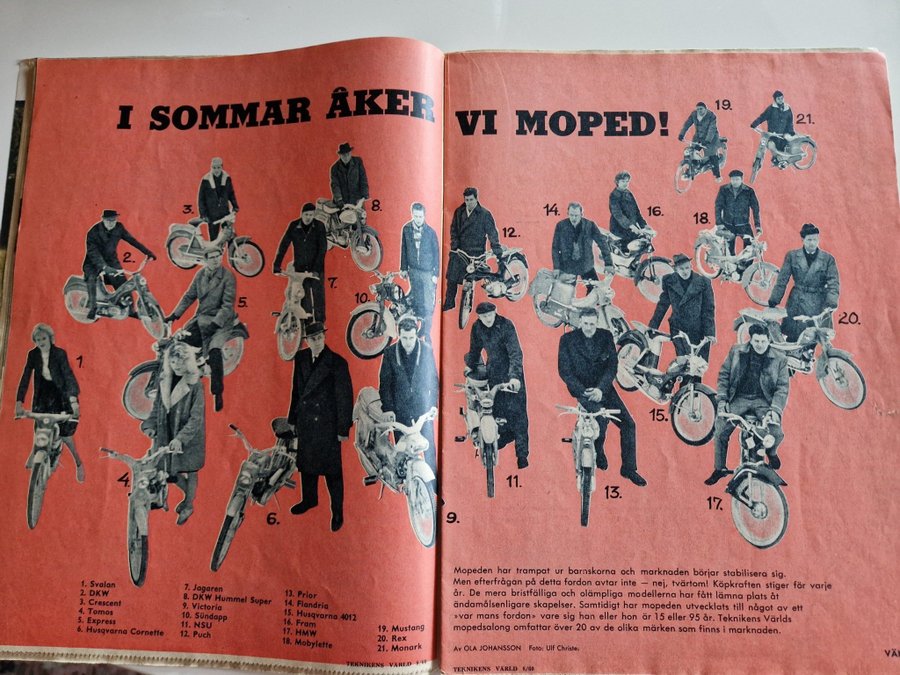 I SOMMAR ÅKER VI MOPED!
19.
21.
3.
8.
14.
16.
18.
12.
2.
7.
10.
5.
20.
1.
15.
4.
11.
13.
17.
6.
9.
1. Svalan
2. DKW
3. Crescent
4. Tomos
5. Express
6. Husqvarna Cornette
7. Jagaren
8. DKW Hummel Super
9. Victoria
10. Sündapp
11. NSU
12. Puch
13. Prior
14. Flandria
15. Husqvarna 4012
16. Fram
17. HMW
18. Mobylette
19. Mustang
20. Rex
21. Monark
Mopeden har trampat ur barnskorna och marknaden börjar stabilisera sig.
Men efterfrågan på detta fordon avtar inte — nej, tvärtom! Köpkraften stiger för varje
år. De mera bristfälliga och olämpliga modellerna har fått lämna plats åt
ändamålsenligare skapelser. Samtidigt har mopeden utvecklats till något av ett
»var mans fordon» vare sig han eller hon är 15 eller 95 år. Teknikens Världs
mopedsalong omfattar över 20 av de olika märken som finns i marknaden.
Av OLA JOHANSSON Foto: Ulf Christer
TEKNIKENS VÄRLD
TEKNIKENS VÄRLD 6/60